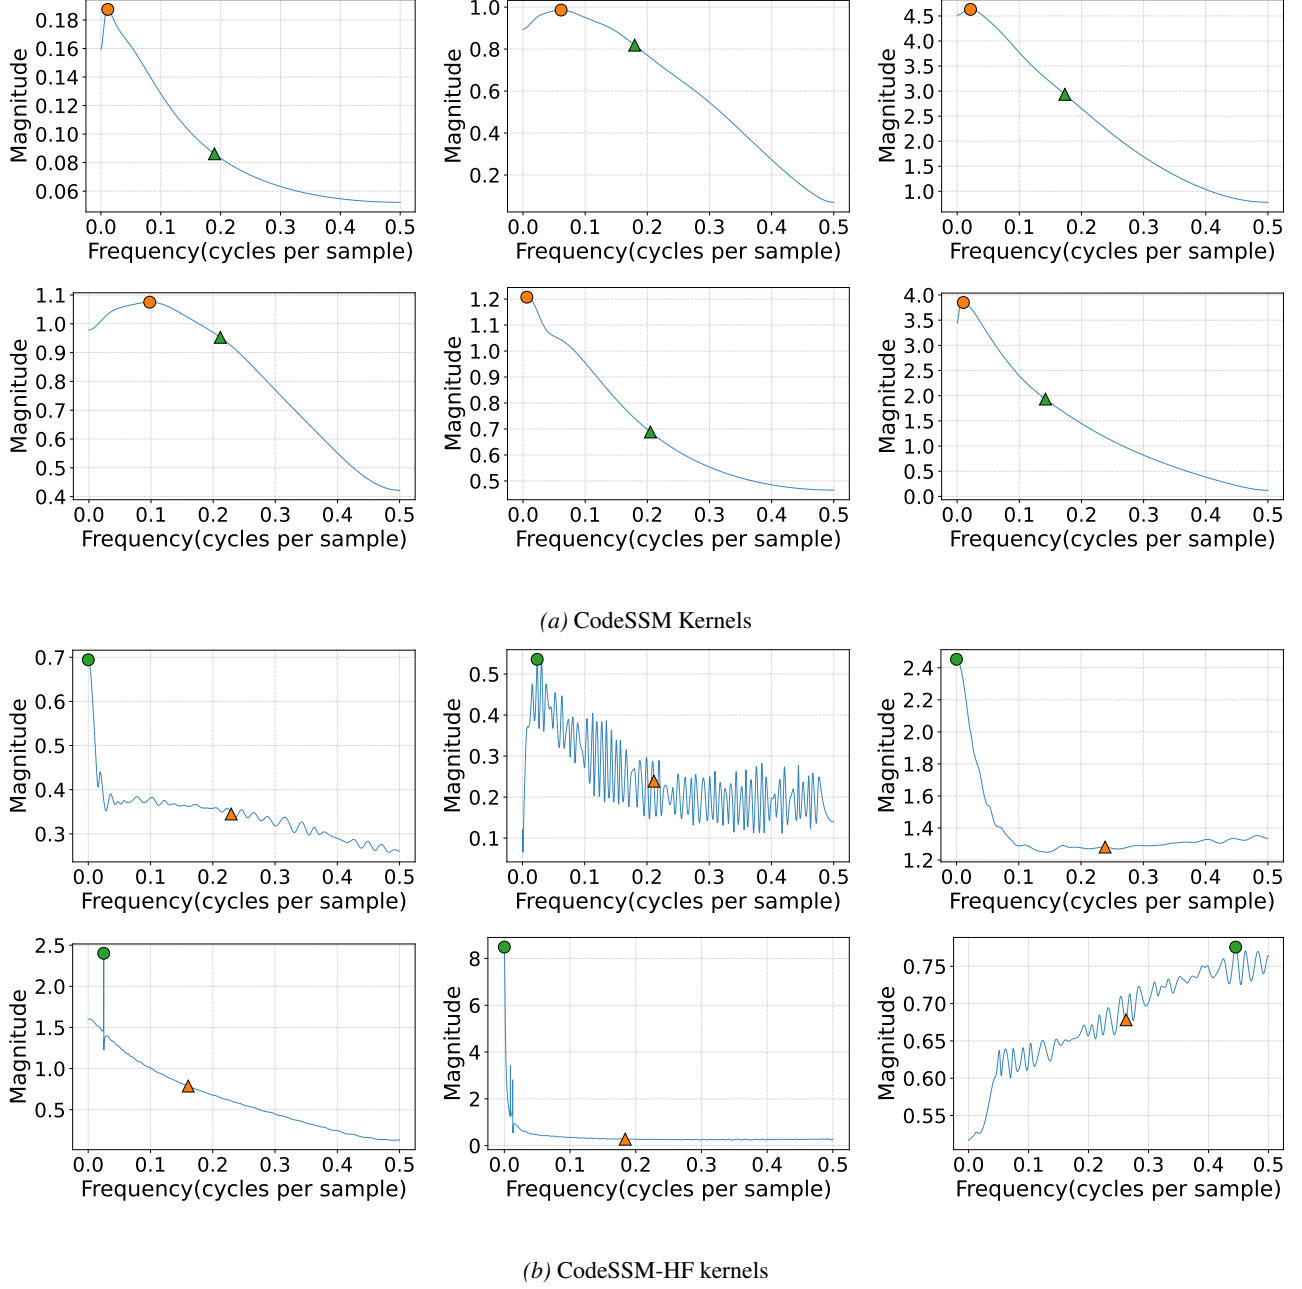 0.18
0.16
0.14
0.12
0.10
0.08
0.06
Magnitude
0.0 0.1 0.2 0.3 0.4 0.5
Frequency(cycles per sample)
1.0
0.8
0.6
0.4
0.2
Magnitude
0.0 0.1 0.2 0.3 0.4 0.5
Frequency(cycles per sample)
4.5
4.0
3.5
3.0
2.5
2.0
1.5
1.0
Magnitude
0.0 0.1 0.2 0.3 0.4 0.5
Frequency(cycles per sample)
1.1
1.0
0.9
0.8
0.7
0.6
0.5
0.4
Magnitude
0.0 0.1 0.2 0.3 0.4 0.5
Frequency(cycles per sample)
1.2
1.1
1.0
0.9
0.8
0.7
0.6
0.5
Magnitude
0.0 0.1 0.2 0.3 0.4 0.5
Frequency(cycles per sample)
4.0
3.5
3.0
2.5
2.0
1.5
1.0
0.5
0.0
Magnitude
0.0 0.1 0.2 0.3 0.4 0.5
Frequency(cycles per sample)
(a) CodeSSM Kernels
0.7
0.6
0.5
0.4
0.3
Magnitude
0.0 0.1 0.2 0.3 0.4 0.5
Frequency(cycles per sample)
0.5
0.4
0.3
0.2
0.1
Magnitude
0.0 0.1 0.2 0.3 0.4 0.5
Frequency(cycles per sample)
2.4
2.2
2.0
1.8
1.6
1.4
1.2
Magnitude
0.0 0.1 0.2 0.3 0.4 0.5
Frequency(cycles per sample)
2.5
2.0
1.5
1.0
0.5
Magnitude
0.0 0.1 0.2 0.3 0.4 0.5
Frequency(cycles per sample)
8
6
4
2
0
Magnitude
0.0 0.1 0.2 0.3 0.4 0.5
Frequency(cycles per sample)
0.75
0.70
0.65
0.60
0.55
Magnitude
0.0 0.1 0.2 0.3 0.4 0.5
Frequency(cycles per sample)
(b) CodeSSM-HF kernels